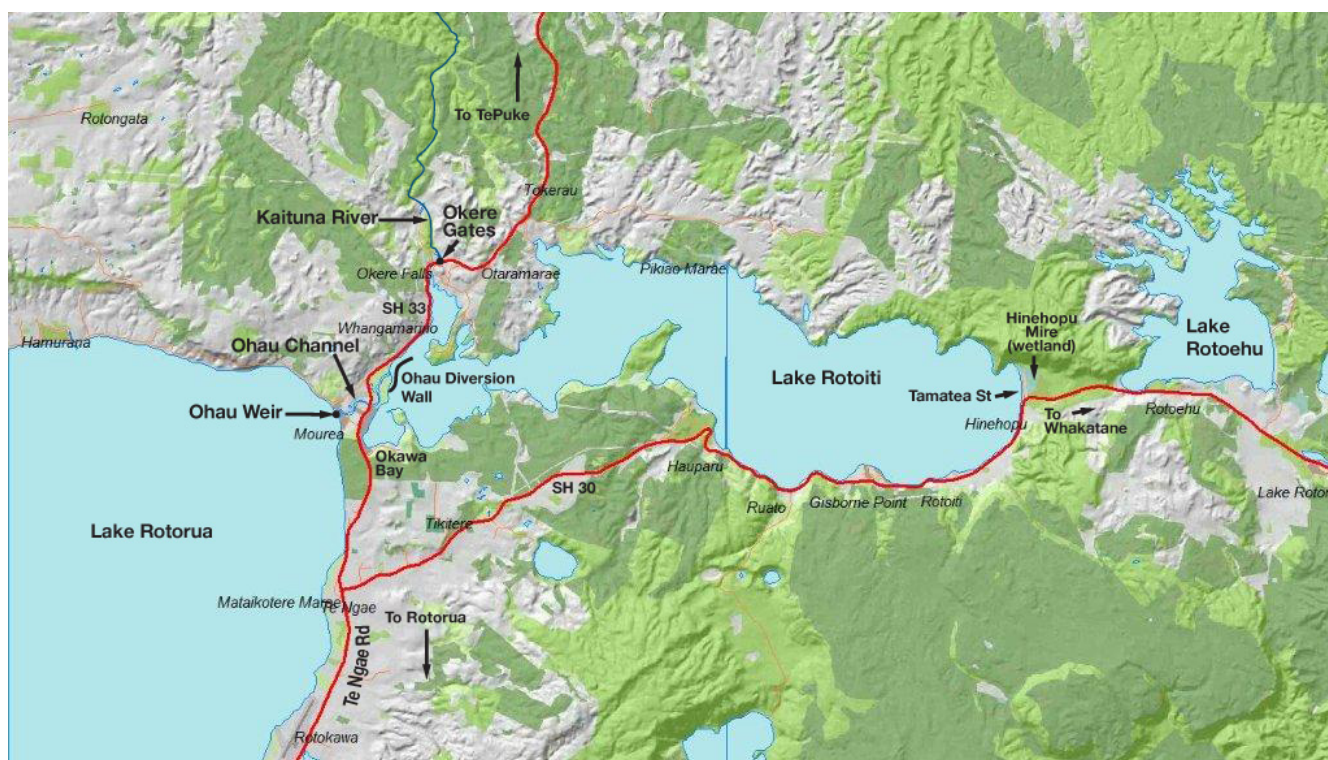 To TePuke
Rotongata
Tokerau
Kaituna River
Okere
Gates
Okere Falls
Otaramarae
Pikiao Marae
SH 33
Whangamarino
Hamurana
Ohau Channel
Hinehopu
Mire
(wetland)
Lake
Rotoehu
Ohau Diversion
Wall
Lake Rotoiti
Tamatea St
Ohau Weir
Mourea
Hinehopu
To
Whakatane
Rotoehu
Okawa
Bay
Hauparu
SH 30
Ruato
Gisborne Point
Rotoiti
Lake Rotor
Tikitere
Lake Rotorua
Mataikotere Marae
Te Ngae
To Rotorua
Te Ngae Rd
Rotokawa